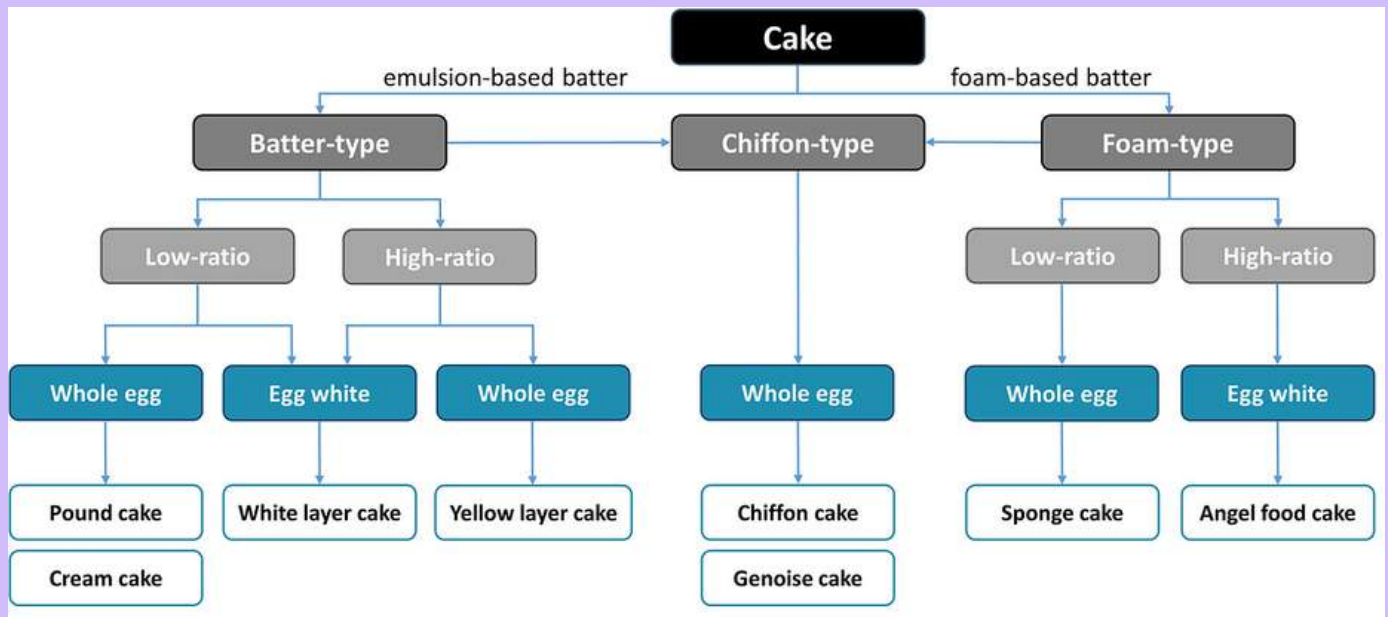 Cake
emulsion-based batter
foam-based batter
Batter-type
Chiffon-type
Foam-type
Low-ratio
High-ratio
Low-ratio
High-ratio
Whole egg
Egg white
Whole egg
Whole egg
Whole egg
Egg white
Pound cake
White layer cake
Yellow layer cake
Chiffon cake
Sponge cake
Angel food cake
Cream cake
Genoise cake